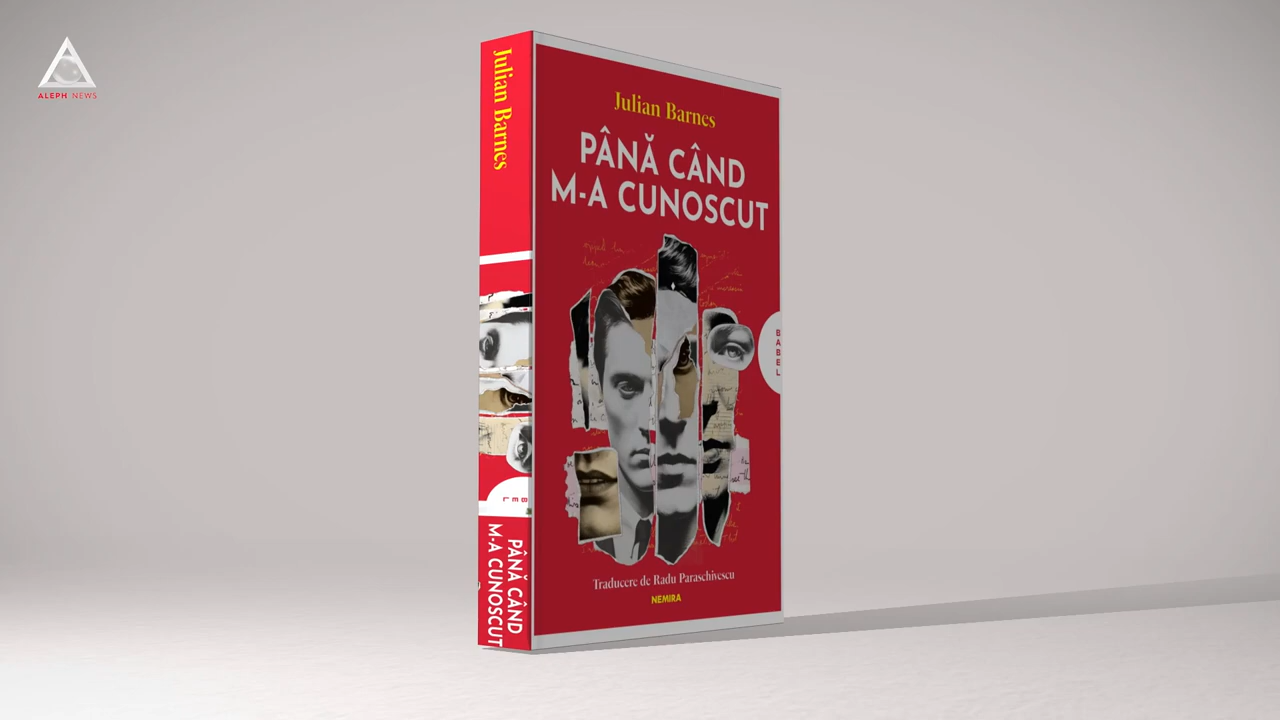 ALEPH NEWS
Julian Barnes
PÂNĂ CÂND
M-A CUNOSCUT
Julian Barnes
PÂNĂ CÂND
M-A CUNOSCUT
BABEL
Traducere de Radu Paraschivescu
NEMIRA